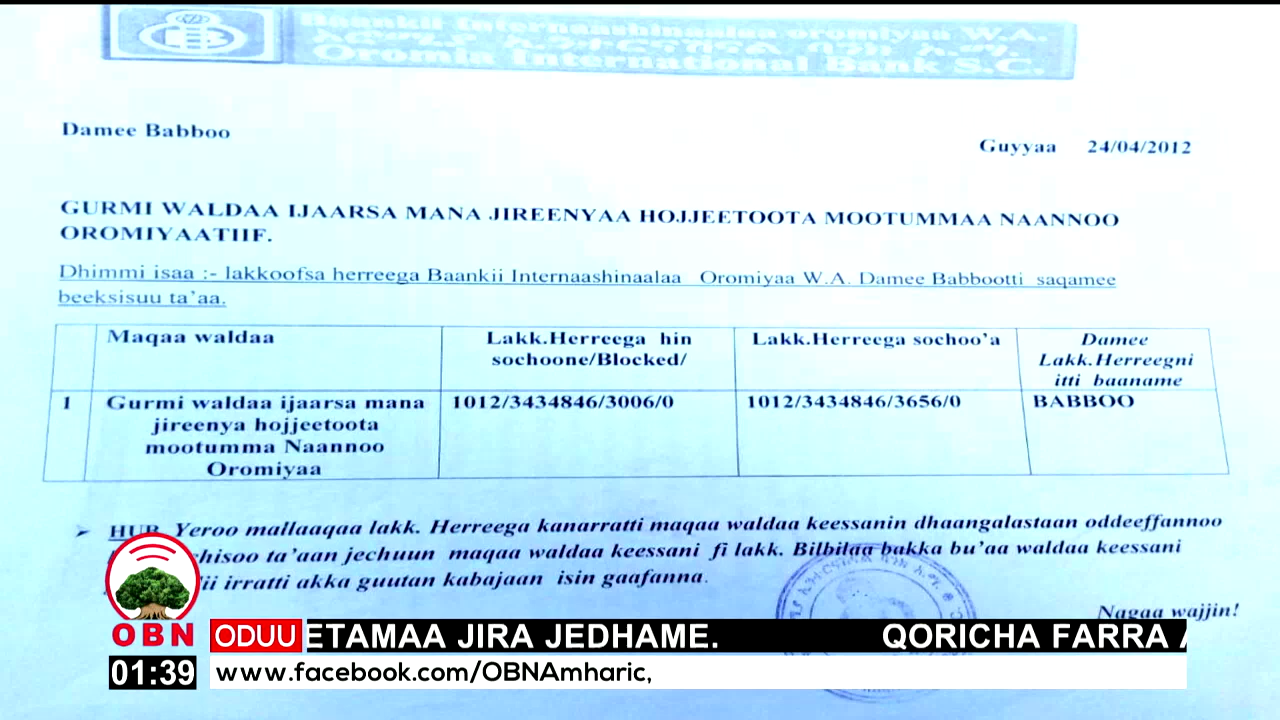 Baankii Internaashinaalaa oromiyaa W.A.
ኦሮሚያ ኢንተርናሽናል ባንክ አ.ማ.
Oromia International Bank S.C.
Damee Babboo
Guyyaa 24/04/2012
GURMI WALDAA IJAARSA MANA JIREENYAA HOJJEETOOTA MOOTUMMAA NAANNOO
OROMIYAATIIF.
Dhimmi isaa :- lakkoofsa herreega Baankii Internaashinaalaa Oromiyaa W.A. Damee Babbootti saqamee
beeksisuu ta'aa.
Maqaa waldaa
Lakk.Herreega hin
sochoone/Blocked/
Lakk.Herreega sochoo'a
Damee
Lakk.Herreegni
itti baaname
1 Gurmi waldaa ijaarsa mana
jireenya hojjeetoota
mootumma Naannoo
Oromiyaa
1012/3434846/3006/0
1012/3434846/3656/0
BABBOO
➢ HUB. Yeroo mallaaqaa lakk. Herreega kanarratti maqaa waldaa keessanin dhaangalastaan oddeeffannoo
chisoo ta'aan jechuun maqaa waldaa keessani fi lakk. Bilbilaa bakka bu'aa waldaa keessani
ii irratti akka guutan kabajaan isin gaafanna.
Nagaa wajjin!
OBN
ODUU ETAMAA JIRA JEDHAME. QORICHA FARRA
01:39 www.facebook.com/OBNAmharic,